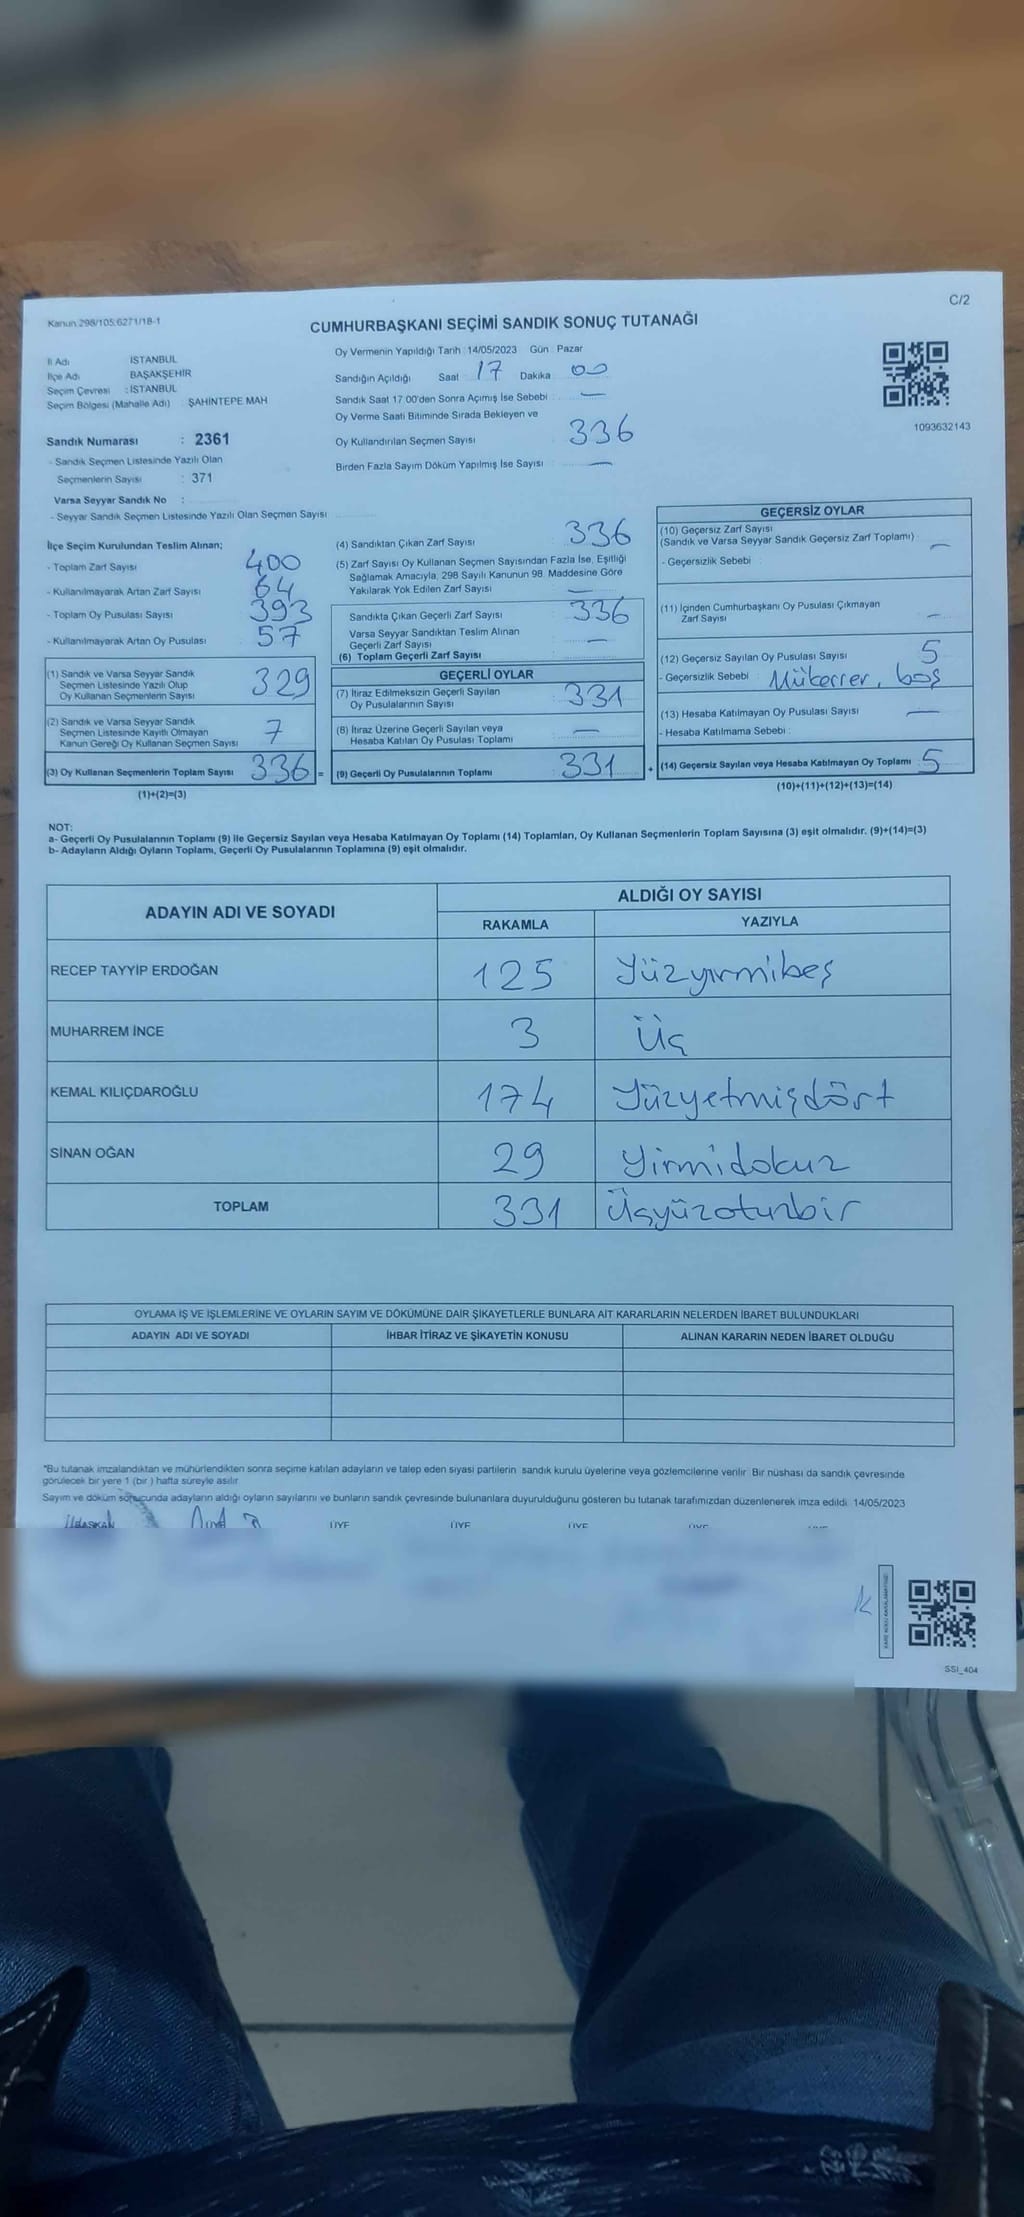 C/2
Kanun:298/105;6271/18-1
CUMHURBAŞKANI SEÇİMİ SANDIK SONUÇ TUTANAĞI
İl Adı : İSTANBUL
İlçe Adı : BAŞAKŞEHİR
Seçim Çevresi : İSTANBUL
Seçim Bölgesi (Mahalle Adı) : ŞAHİNTEPE MAH
Oy Vermenin Yapıldığı Tarih :14/05/2023 Gün : Pazar
Sandığın Açıldığı Saat : 17 Dakika : 00
Sandık Saat 17:00'den Sonra Açımış İse Sebebi : —
Oy Verme Saati Bitiminde Sırada Bekleyen ve
Oy Kullandırılan Seçmen Sayısı 336
Birden Fazla Sayım Döküm Yapılmış İse Sayısı : —
1093632143
Sandık Numarası : 2361
- Sandık Seçmen Listesinde Yazılı Olan
Seçmenlerin Sayısı : 371
Varsa Seyyar Sandık No :
- Seyyar Sandık Seçmen Listesinde Yazılı Olan Seçmen Sayısı :
İlçe Seçim Kurulundan Teslim Alınan;
- Toplam Zarf Sayısı 400
- Kullanılmayarak Artan Zarf Sayısı 64
- Toplam Oy Pusulası Sayısı 393
- Kullanılmayarak Artan Oy Pusulası 57
(1) Sandık ve Varsa Seyyar Sandık
Seçmen Listesinde Yazılı Olup
Oy Kullanan Seçmenlerin Sayısı 329
(2) Sandık ve Varsa Seyyar Sandık
Seçmen Listesinde Kayıtlı Olmayan
Kanun Gereği Oy Kullanan Seçmen Sayısı 7
(3) Oy Kullanan Seçmenlerin Toplam Sayısı 336 =
(1)+(2)=(3)
(4) Sandıktan Çıkan Zarf Sayısı 336
(5) Zarf Sayısı Oy Kullanan Seçmen Sayısından Fazla İse, Eşitliği
Sağlamak Amacıyla, 298 Sayılı Kanunun 98. Maddesine Göre
Yakılarak Yok Edilen Zarf Sayısı —
Sandıkta Çıkan Geçerli Zarf Sayısı 336
Varsa Seyyar Sandıktan Teslim Alınan
Geçerli Zarf Sayısı —
(6) Toplam Geçerli Zarf Sayısı
GEÇERLİ OYLAR
(7) İtiraz Edilmeksizin Geçerli Sayılan
Oy Pusulalarının Sayısı 331
(8) İtiraz Üzerine Geçerli Sayılan veya
Hesaba Katılan Oy Pusulası Toplamı —
(9) Geçerli Oy Pusulalarının Toplamı 331 +
GEÇERSİZ OYLAR
(10) Geçersiz Zarf Sayısı
(Sandık ve Varsa Seyyar Sandık Geçersiz Zarf Toplamı) : —
- Geçersizlik Sebebi :
(11) İçinden Cumhurbaşkanı Oy Pusulası Çıkmayan
Zarf Sayısı —
(12) Geçersiz Sayılan Oy Pusulası Sayısı 5
- Geçersizlik Sebebi : Mükerrer, boş
(13) Hesaba Katılmayan Oy Pusulası Sayısı —
- Hesaba Katılmama Sebebi :
(14) Geçersiz Sayılan veya Hesaba Katılmayan Oy Toplamı 5
(10)+(11)+(12)+(13)=(14)
NOT:
a- Geçerli Oy Pusulalarının Toplamı (9) ile Geçersiz Sayılan veya Hesaba Katılmayan Oy Toplamı (14) Toplamları, Oy Kullanan Seçmenlerin Toplam Sayısına (3) eşit olmalıdır. (9)+(14)=(3)
b- Adayların Aldığı Oyların Toplamı, Geçerli Oy Pusulalarının Toplamına (9) eşit olmalıdır.
ADAYIN ADI VE SOYADI
ALDIĞI OY SAYISI
RAKAMLA YAZIYLA
RECEP TAYYİP ERDOĞAN 125 Yüzyirmibeş
MUHARREM İNCE 3 Üç
KEMAL KILIÇDAROĞLU 174 Yüzyetmişdört
SİNAN OĞAN 29 Yirmidokuz
TOPLAM 331 Üçyüzotuzbir
OYLAMA İŞ VE İŞLEMLERİNE VE OYLARIN SAYIM VE DÖKÜMÜNE DAİR ŞİKAYETLERLE BUNLARA AİT KARARLARIN NELERDEN İBARET BULUNDUKLARI
ADAYIN ADI VE SOYADI İHBAR İTİRAZ VE ŞİKAYETİN KONUSU ALINAN KARARIN NEDEN İBARET OLDUĞU
*Bu tutanak imzalandıktan ve mühürlendikten sonra seçime katılan adayların ve talep eden siyasi partilerin sandık kurulu üyelerine veya gözlemcilerine verilir. Bir nüshası da sandık çevresinde
görülecek bir yere 1 (bir ) hafta süreyle asılır.
Sayım ve döküm sonucunda adayların aldığı oyların sayılarını ve bunların sandık çevresinde bulunanlara duyurulduğunu gösteren bu tutanak tarafımızdan düzenlenerek imza edildi. 14/05/2023
BAŞKAN ÜYE ÜYE ÜYE ÜYE
SSI_404